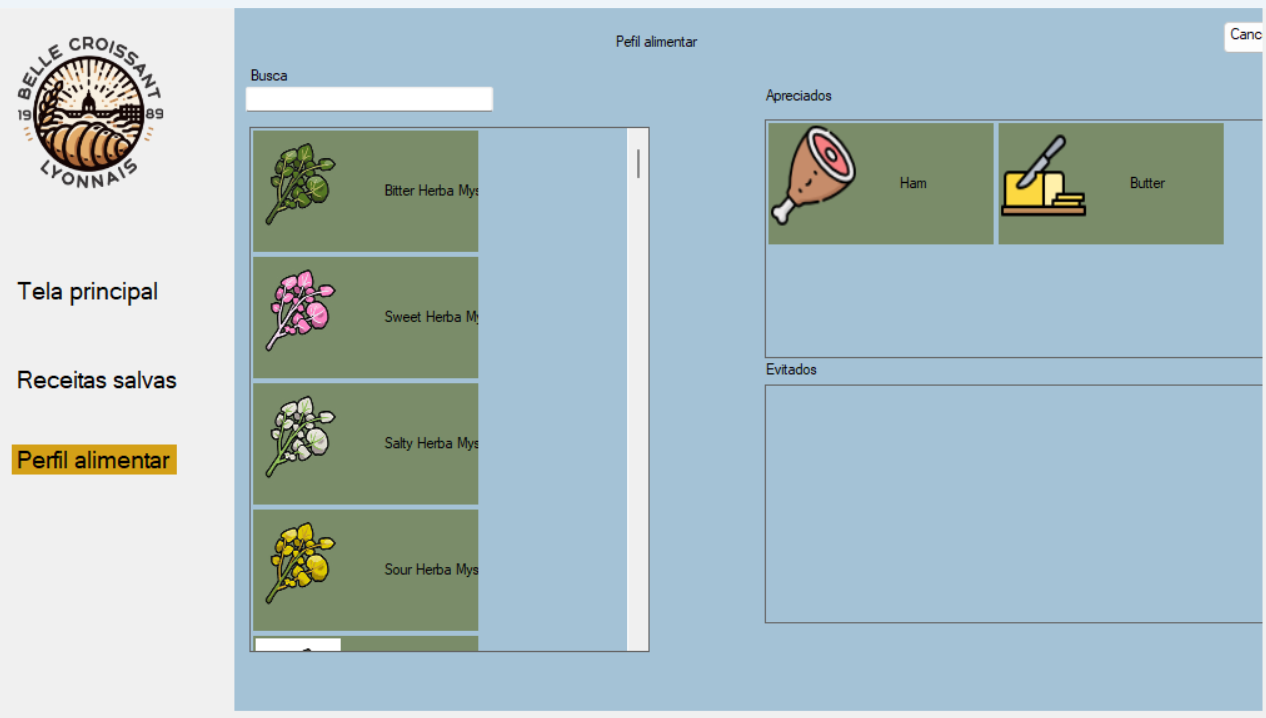 BELLE CROISSANT
19 89
LYONNAIS
Tela principal
Receitas salvas
Perfil alimentar
Pefil alimentar
Canc
Busca
Bitter Herba Mys
Sweet Herba My
Salty Herba Mys
Sour Herba Mys
Apreciados
Ham
Butter
Evitados